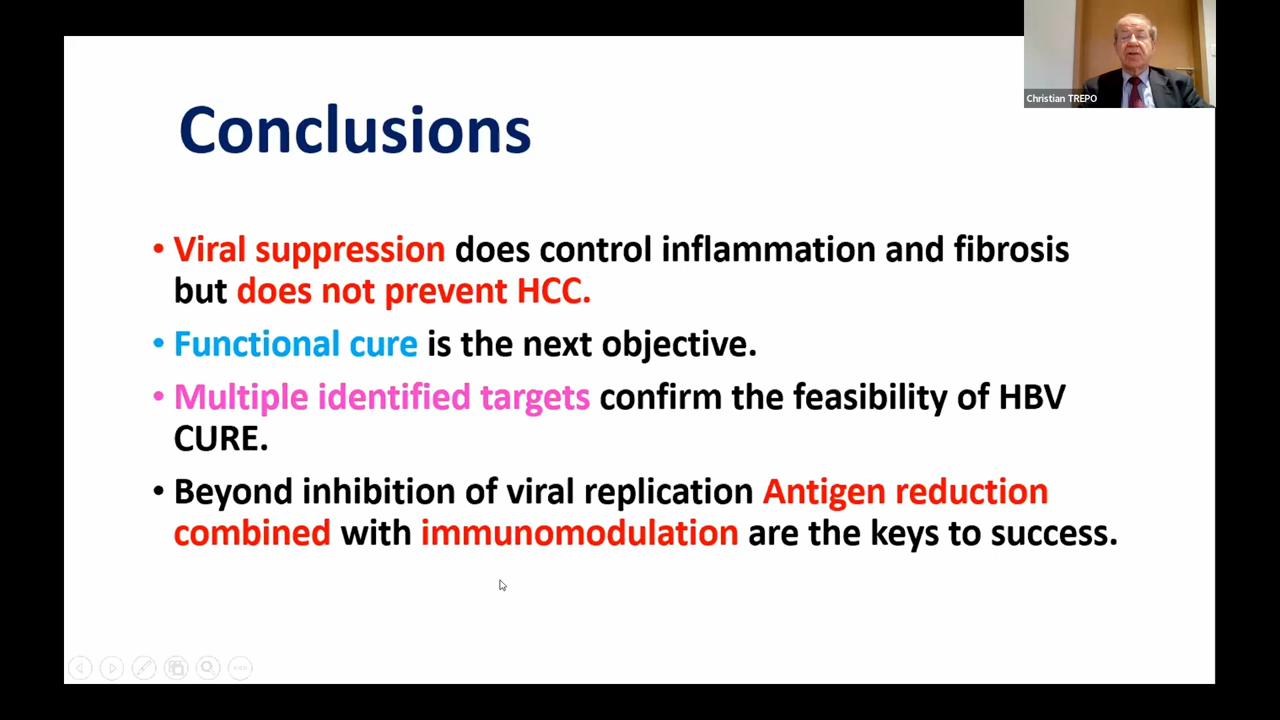 Christian TREPO
Conclusions
• Viral suppression does control inflammation and fibrosis
but does not prevent HCC.
• Functional cure is the next objective.
• Multiple identified targets confirm the feasibility of HBV
CURE.
• Beyond inhibition of viral replication Antigen reduction
combined with immunomodulation are the keys to success.